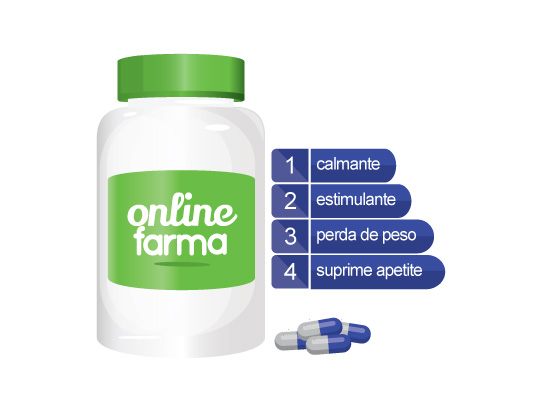 online
farma
1 calmante
2 estimulante
3 perda de peso
4 suprime apetite